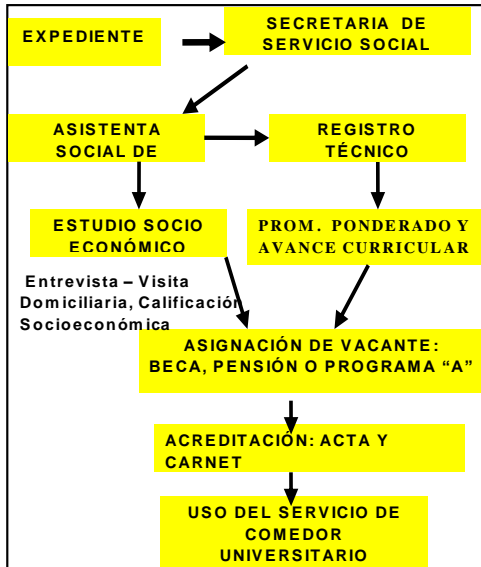 EXPEDIENTE
SECRETARIA DE
SERVICIO SOCIAL
ASISTENTA
SOCIAL DE
REGISTRO
TÉCNICO
ESTUDIO SOCIO
ECONÓMICO
PROM. PONDERADO Y
AVANCE CURRICULAR
Entrevista – Visita
Domiciliaria, Calificación
Socioeconómica
ASIGNACIÓN DE VACANTE:
BECA, PENSIÓN O PROGRAMA “A”
ACREDITACIÓN: ACTA Y
CARNET
USO DEL SERVICIO DE
COMEDOR
UNIVERSITARIO